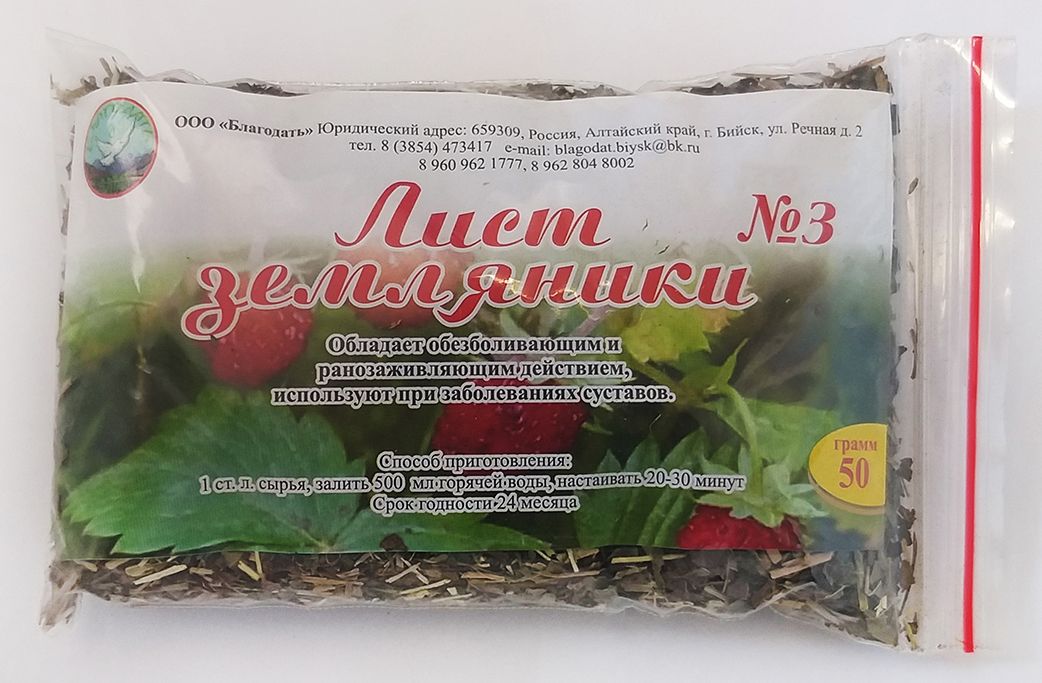 ООО «Благодать» Юридический адрес: 659309, Россия, Алтайский край, г. Бийск, ул. Речная д. 2
тел. 8 (3854) 473417 e-mail: blagodat.biysk@bk.ru
8 960 962 1777, 8 962 804 8002
Лист №3
земляники
Обладает обезболивающим и
ранозаживляющим действием,
используют при заболеваниях суставов.
грамм
50
Способ приготовления:
1 ст. л. сырья, залить 500 мл горячей воды, настаивать 20-30 минут
Срок годности 24 месяца